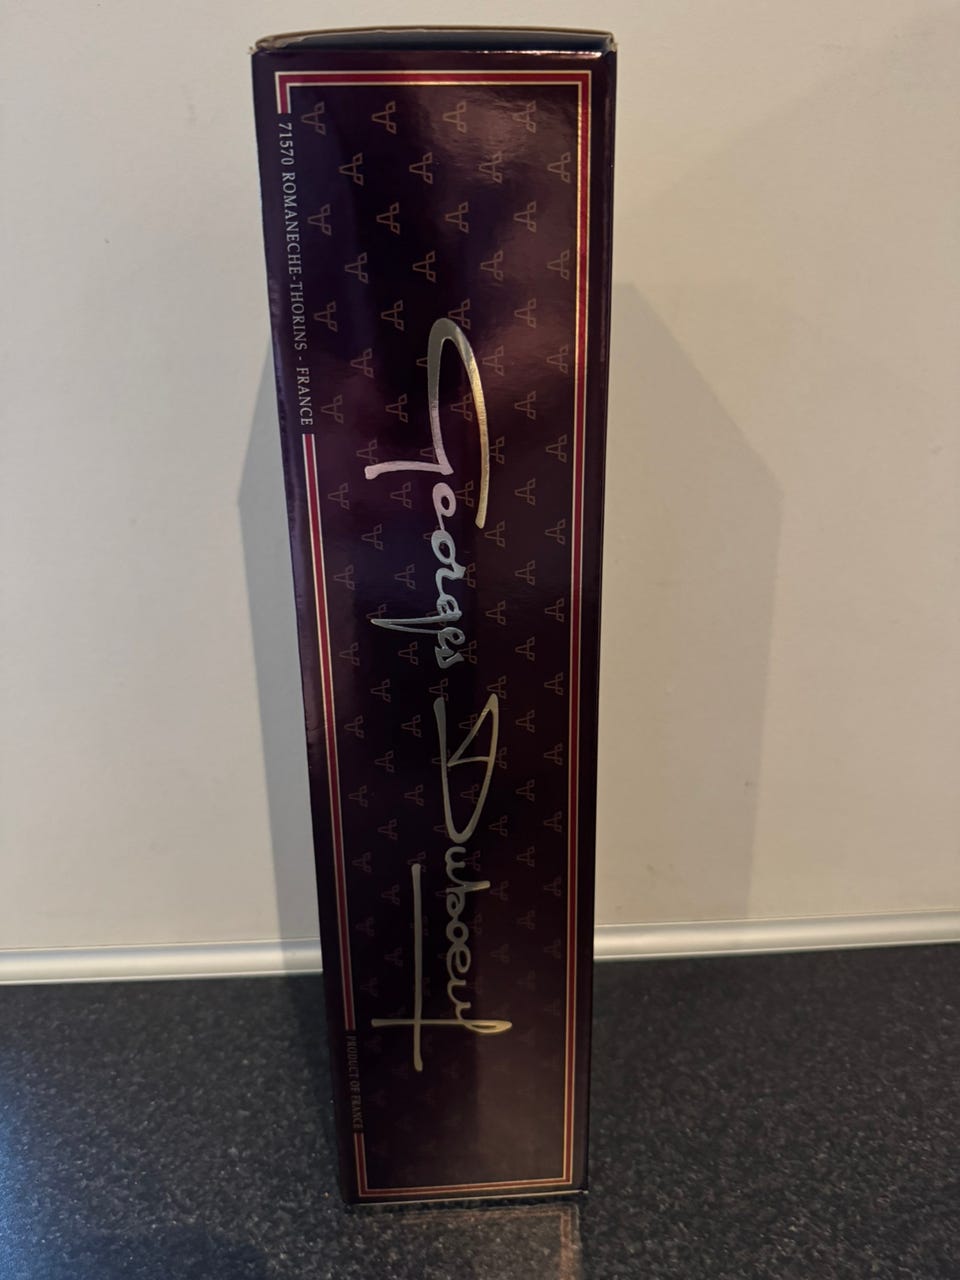 71570 ROMANECHE-THORINS - FRANCE
Georges Duboeuf
PRODUCT OF FRANCE